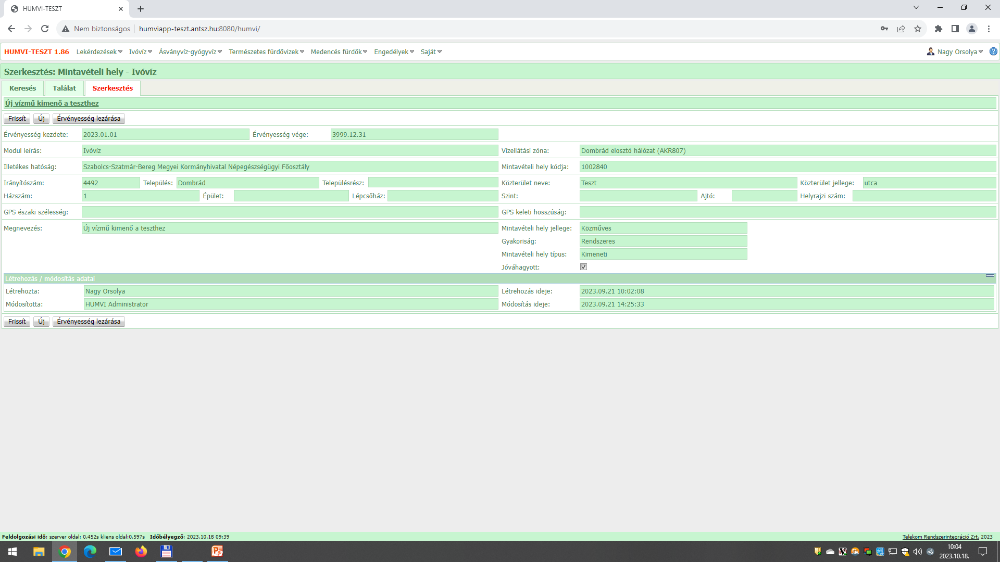 HUMVI-TESZT
Nem biztonságos humviapp-teszt.antsz.hu:8080/humvi/
HUMVI-TESZT 1.86 Lekérdezések Ivóvíz Ásványvíz-gyógyvíz Természetes fürdővizek Medencés fürdők Engedélyek Saját Nagy Orsolya
Szerkesztés: Mintavételi hely - Ivóvíz
Keresés Találat Szerkesztés
Új vízmű kimenő a teszthez
Frissít Új Érvényesség lezárása
Érvényesség kezdete: 2023.01.01 Érvényesség vége: 3999.12.31
Modul leírás: Ivóvíz Vízellátási zóna: Dombrád elosztó hálózat (AKR807)
Illetékes hatóság: Szabolcs-Szatmár-Bereg Megyei Kormányhivatal Népegészségügyi Főosztály Mintavételi hely kódja: 1002840
Irányítószám: 4492 Település: Dombrád Településrész: Közterület neve: Teszt Közterület jellege: utca
Házszám: 1 Épület: Lépcsőház: Szint: Ajtó: Helyrajzi szám:
GPS északi szélesség: GPS keleti hosszúság:
Megnevezés: Új vízmű kimenő a teszthez Mintavételi hely jellege: Közműves
Gyakoriság: Rendszeres
Mintavételi hely típus: Kimeneti
Jóváhagyott:
Létrehozás / módosítás adatai
Létrehozta: Nagy Orsolya Létrehozás ideje: 2023.09.21 10:02:08
Módosította: HUMVI Administrator Módosítás ideje: 2023.09.21 14:25:33
Frissít Új Érvényesség lezárása
Feldolgozási idő: szerver oldal: 0,452s kliens oldal:0,597s Időbélyegző: 2023.10.18 09:39 Telekom Rendszerintegráció Zrt. 2023
10:04
2023.10.18.